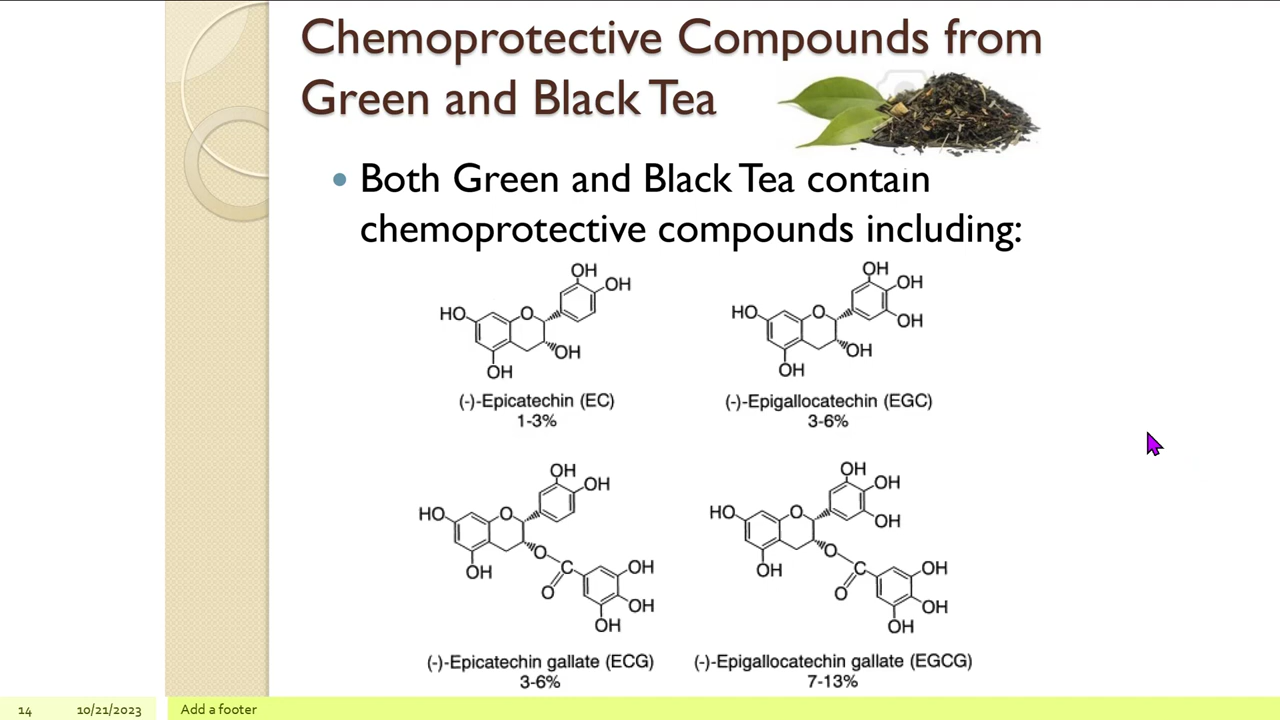 Chemoprotective Compounds from
Green and Black Tea
• Both Green and Black Tea contain
chemoprotective compounds including:
OH
OH
HO
O
OH
OH
(-)-Epicatechin (EC)
1-3%
OH
OH
HO
O
OH
OH
OH
(-)-Epigallocatechin (EGC)
3-6%
OH
OH
HO
O
O
OH
C
OH
O
OH
OH
(-)-Epicatechin gallate (ECG)
3-6%
OH
OH
HO
O
OH
O
OH
C
OH
O
OH
OH
(-)-Epigallocatechin gallate (EGCG)
7-13%
14 10/21/2023 Add a footer